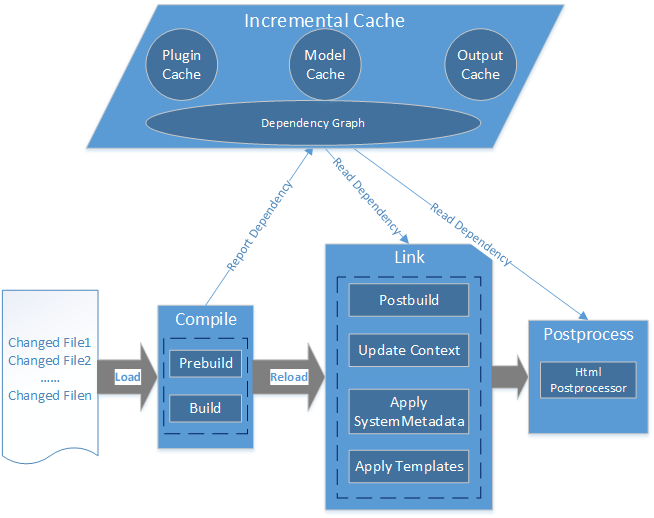 Incremental Cache
Plugin
Cache
Model
Cache
Output
Cache
Dependency Graph
Report Dependency
Read Dependency
Read Dependency
Changed File1
Changed File2
......
Changed Filen
Load
Compile
Prebuild
Build
Reload
Link
Postbuild
Update Context
Apply
SystemMetadata
Apply Templates
Postprocess
Html
Postprocessor